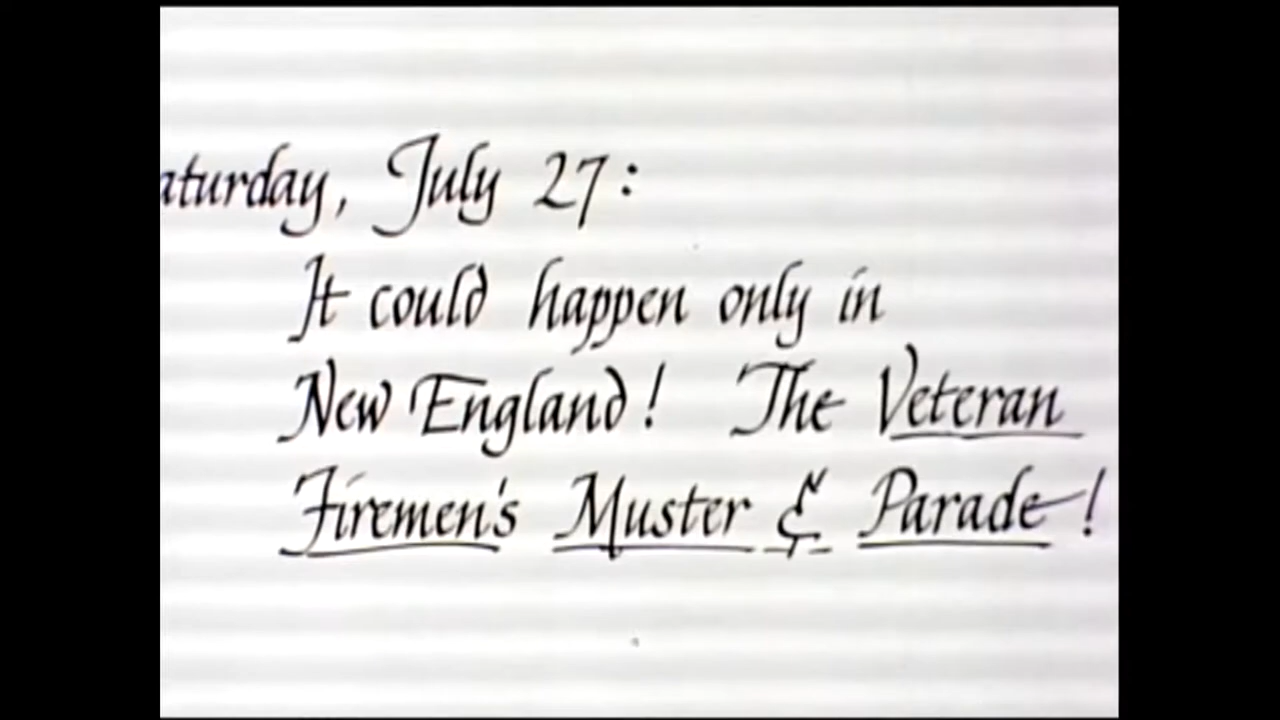 aturday, July 27:
It could happen only in
New England! The Veteran
Firemen's Muster & Parade!